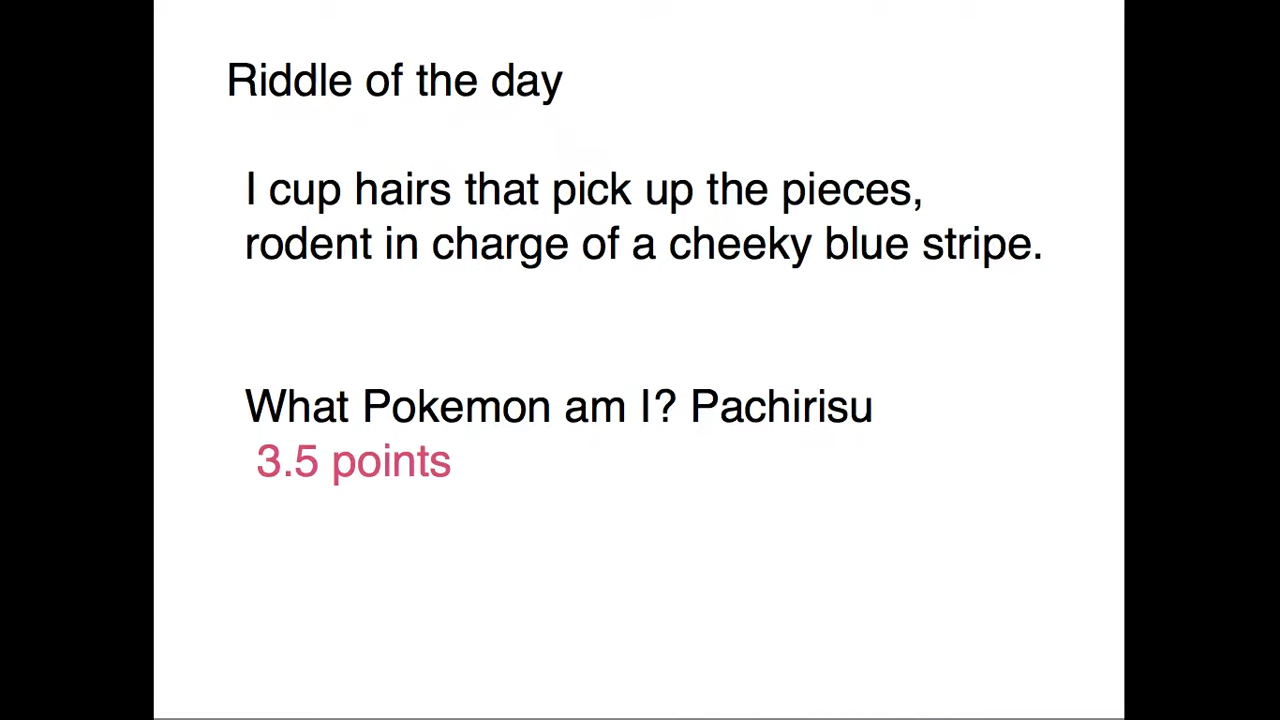 Riddle of the day
I cup hairs that pick up the pieces,
rodent in charge of a cheeky blue stripe.
What Pokemon am I? Pachirisu
3.5 points